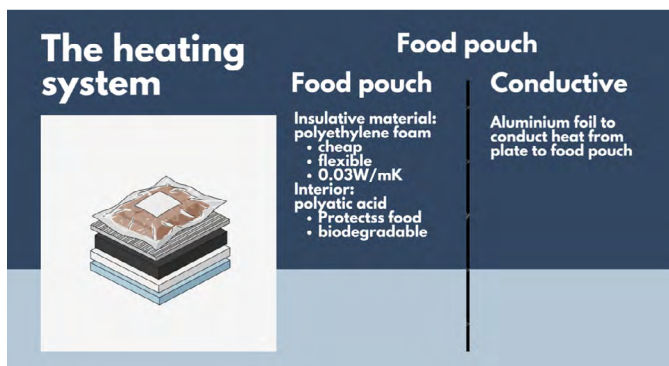 The heating
system
Food pouch
Food pouch
Insulative material:
polyethylene foam
• cheap
• flexible
• 0.03W/mK
Interior:
polyatic acid
• Protectss food
• biodegradable
Conductive
Aluminium foil to
conduct heat from
plate to food pouch